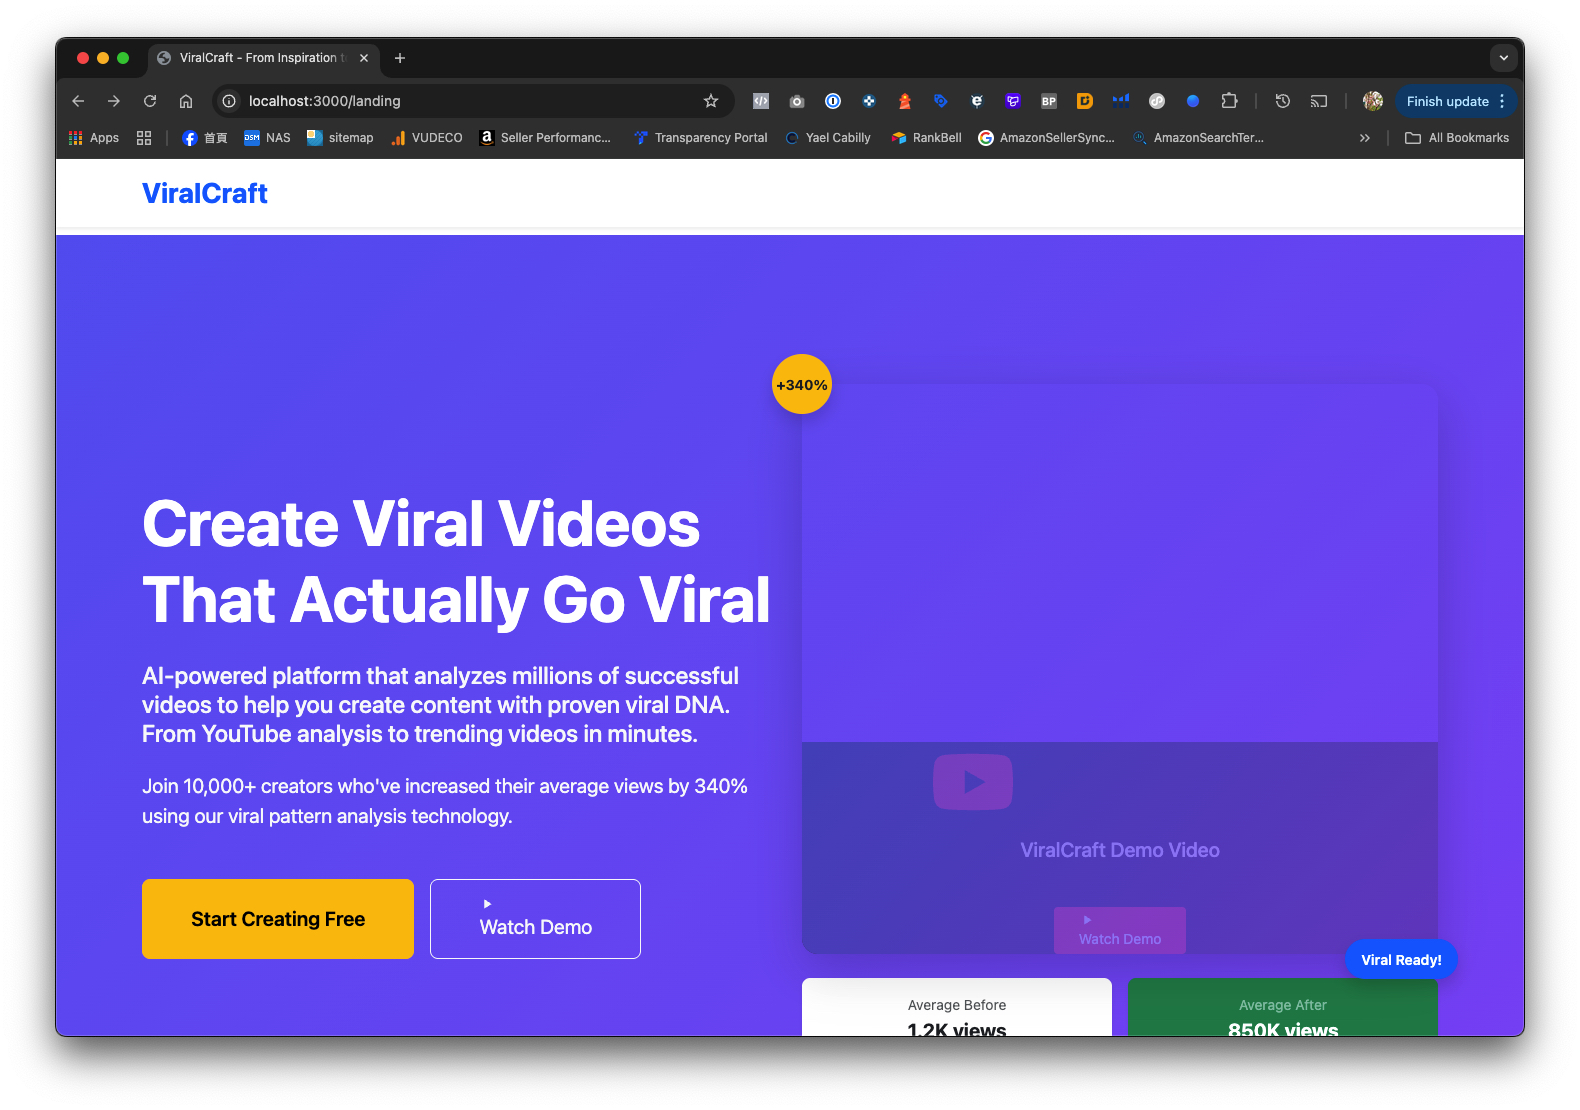 ViralCraft - From Inspiration t
localhost:3000/landing
Finish update
Apps
首頁
DSM
NAS
sitemap
VUDECO
Seller Performanc...
Transparency Portal
Yael Cabilly
RankBell
AmazonSellerSync...
AmazonSearchTer...
All Bookmarks
BP
ViralCraft
+340%
Create Viral Videos
That Actually Go Viral
AI-powered platform that analyzes millions of successful
videos to help you create content with proven viral DNA.
From YouTube analysis to trending videos in minutes.
Join 10,000+ creators who've increased their average views by 340%
using our viral pattern analysis technology.
Start Creating Free
Watch Demo
ViralCraft Demo Video
Watch Demo
Viral Ready!
Average Before
1.2K views
Average After
850K views